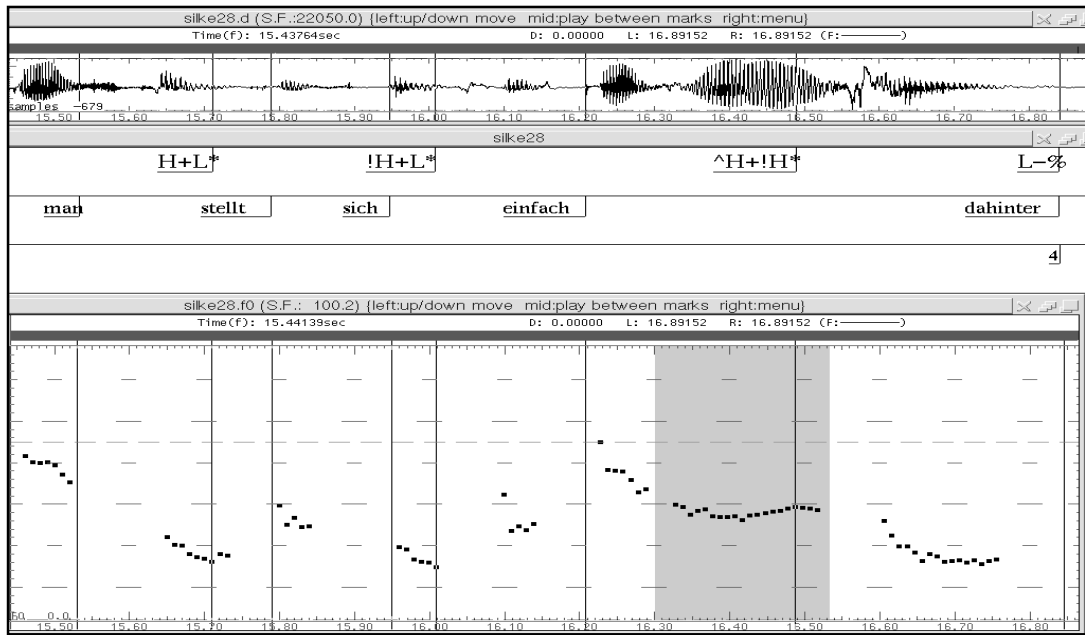 silke28.d (S.F.:22050.0) {left:up/down move mid:play between marks right:menu}
Time(f): 15.43764sec D: 0.00000 L: 16.89152 R: 16.89152 (F:————)
samples -679
15.50 15.60 15.70 15.80 15.90 16.00 16.10 16.20 16.30 16.40 16.50 16.60 16.70 16.80
silke28
H+L* !H+L* ^H+!H* L-%
man stellt sich einfach dahinter
4
silke28.f0 (S.F.: 100.2) {left:up/down move mid:play between marks right:menu}
Time(f): 15.44139sec D: 0.00000 L: 16.89152 R: 16.89152 (F:————)
0.0
15.50 15.60 15.70 15.80 15.90 16.00 16.10 16.20 16.30 16.40 16.50 16.60 16.70 16.80